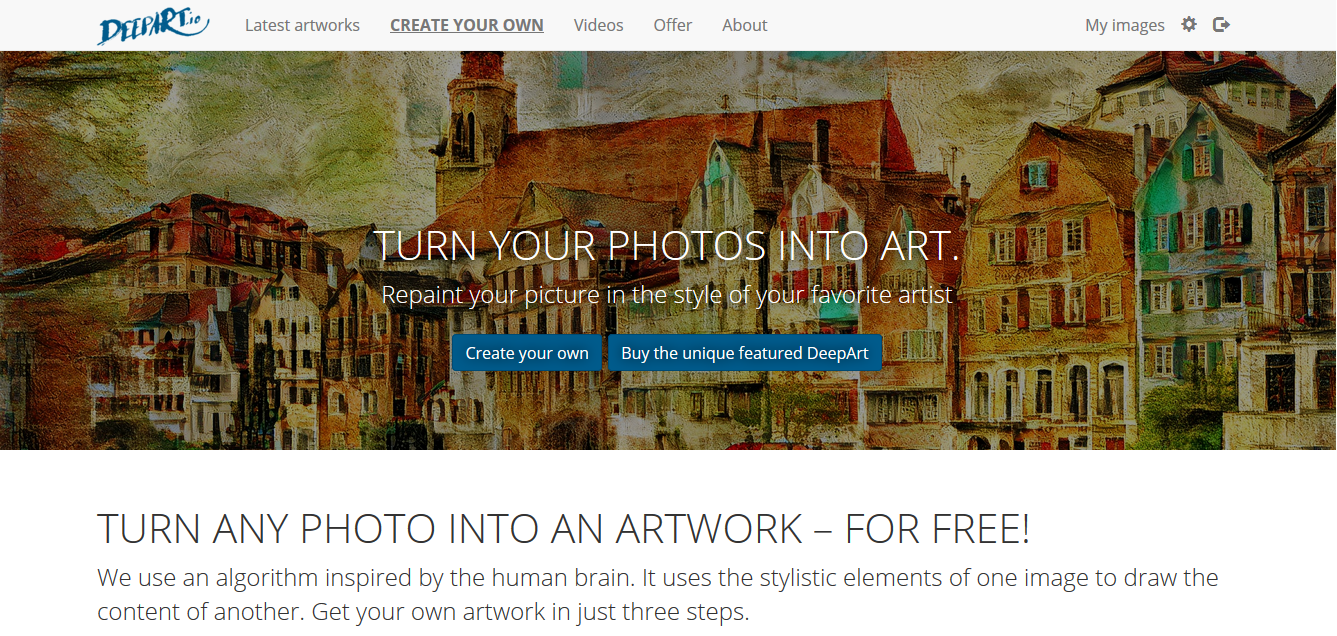 DEEPART.io
Latest artworks
CREATE YOUR OWN
Videos
Offer
About
My images
TURN YOUR PHOTOS INTO ART.
Repaint your picture in the style of your favorite artist
Create your own
Buy the unique featured DeepArt
TURN ANY PHOTO INTO AN ARTWORK – FOR FREE!
We use an algorithm inspired by the human brain. It uses the stylistic elements of one image to draw the
content of another. Get your own artwork in just three steps.